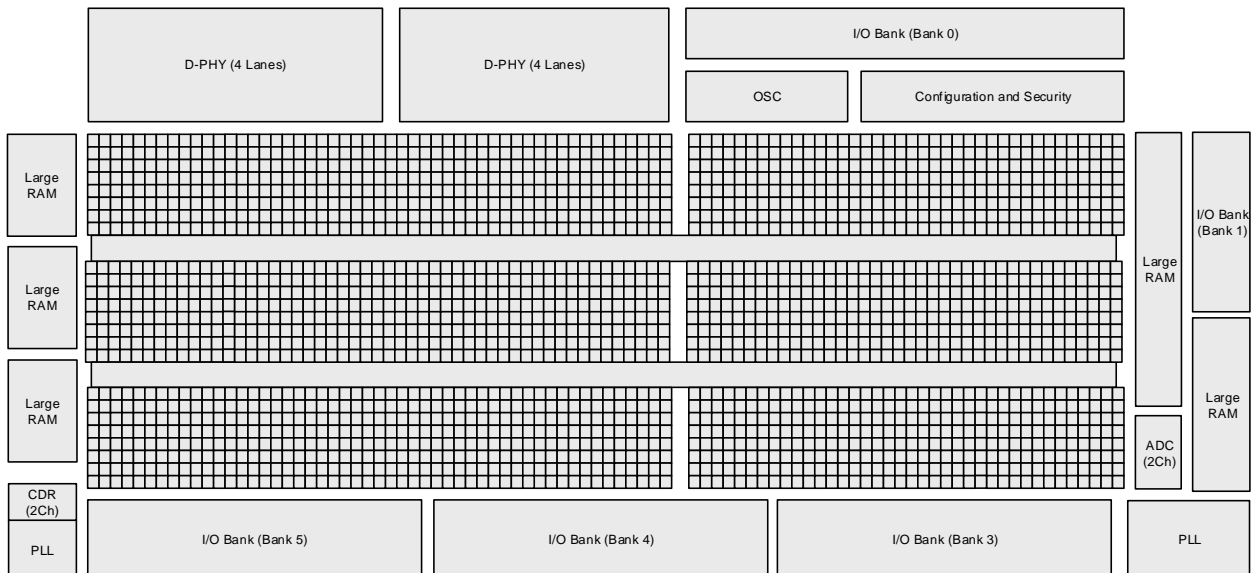 D-PHY (4 Lanes)
D-PHY (4 Lanes)
I/O Bank (Bank 0)
OSC
Configuration and Security
Large
RAM
Large
RAM
Large
RAM
Large
RAM
I/O Bank
(Bank 1)
Large
RAM
ADC
(2Ch)
CDR
(2Ch)
PLL
I/O Bank (Bank 5)
I/O Bank (Bank 4)
I/O Bank (Bank 3)
PLL